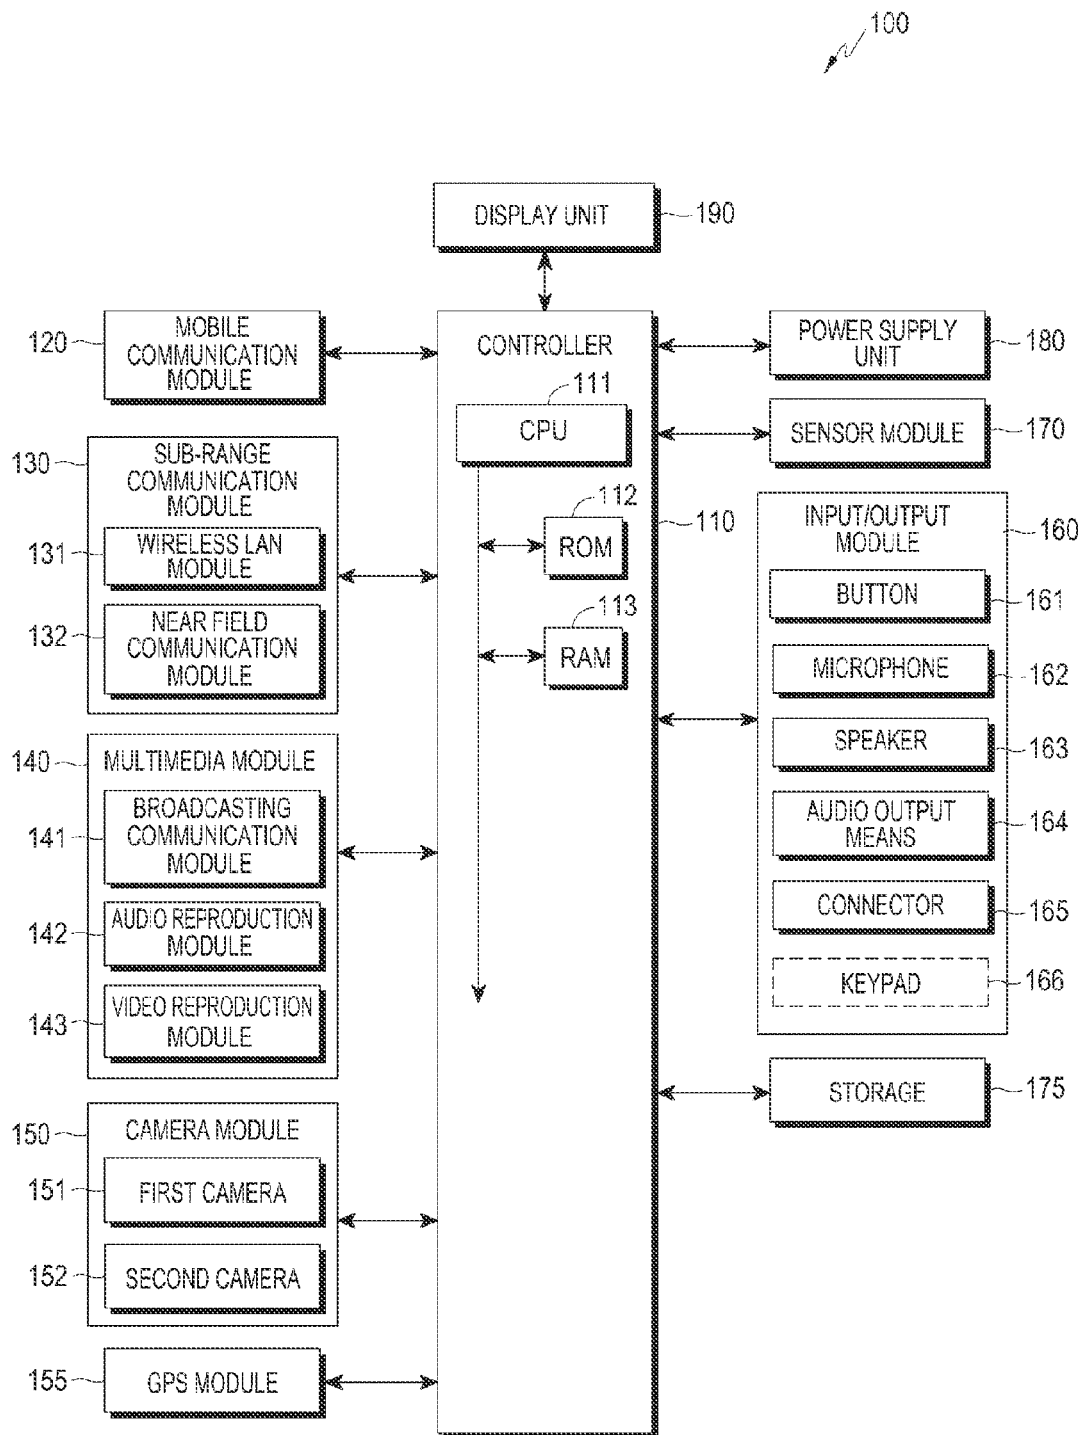 100
DISPLAY UNIT
190
120
MOBILE
COMMUNICATION
MODULE
CONTROLLER
POWER SUPPLY
UNIT
180
111
CPU
SENSOR MODULE
170
130
SUB-RANGE
COMMUNICATION
MODULE
131
WIRELESS LAN
MODULE
132
NEAR FIELD
COMMUNICATION
MODULE
112
ROM
110
113
RAM
INPUT/OUTPUT
MODULE
160
BUTTON
161
MICROPHONE
162
SPEAKER
163
AUDIO OUTPUT
MEANS
164
CONNECTOR
165
KEYPAD
166
140
MULTIMEDIA MODULE
141
BROADCASTING
COMMUNICATION
MODULE
142
AUDIO REPRODUCTION
MODULE
143
VIDEO REPRODUCTION
MODULE
STORAGE
175
150
CAMERA MODULE
151
FIRST CAMERA
152
SECOND CAMERA
155
GPS MODULE